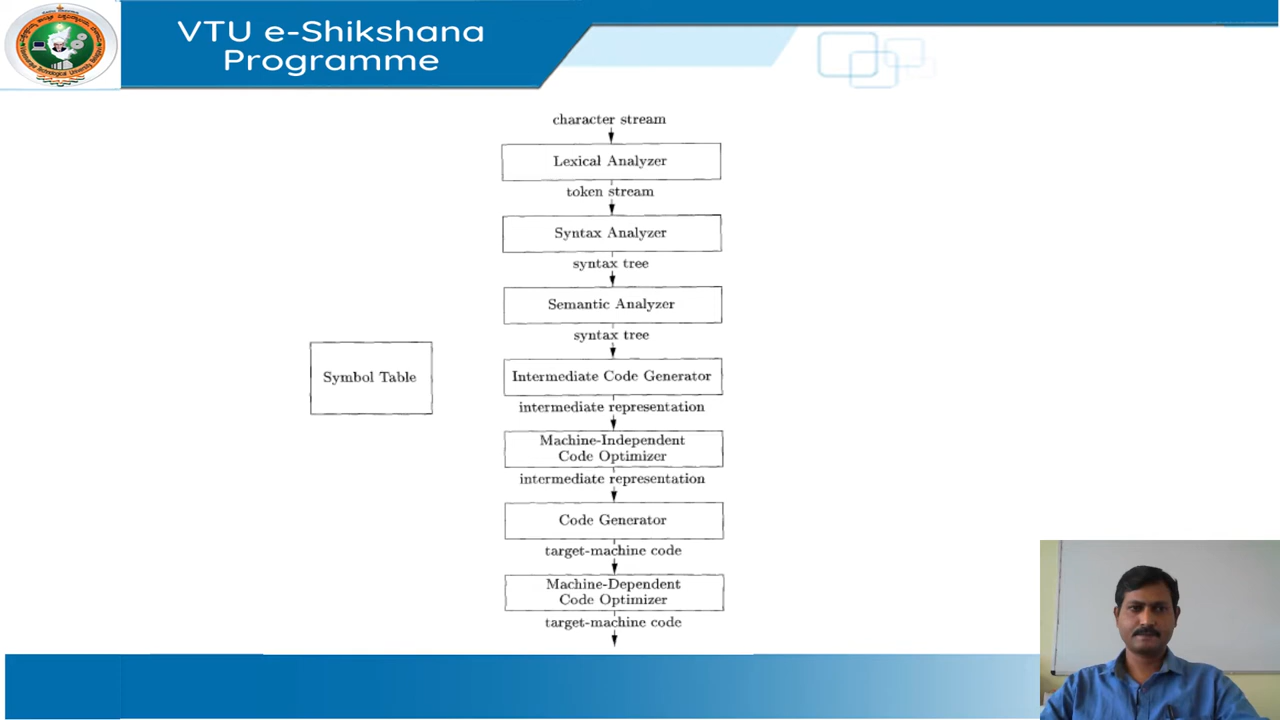 VTU e-Shikshana
Programme
character stream
Lexical Analyzer
token stream
Syntax Analyzer
syntax tree
Semantic Analyzer
syntax tree
Symbol Table
Intermediate Code Generator
intermediate representation
Machine-Independent
Code Optimizer
intermediate representation
Code Generator
target-machine code
Machine-Dependent
Code Optimizer
target-machine code